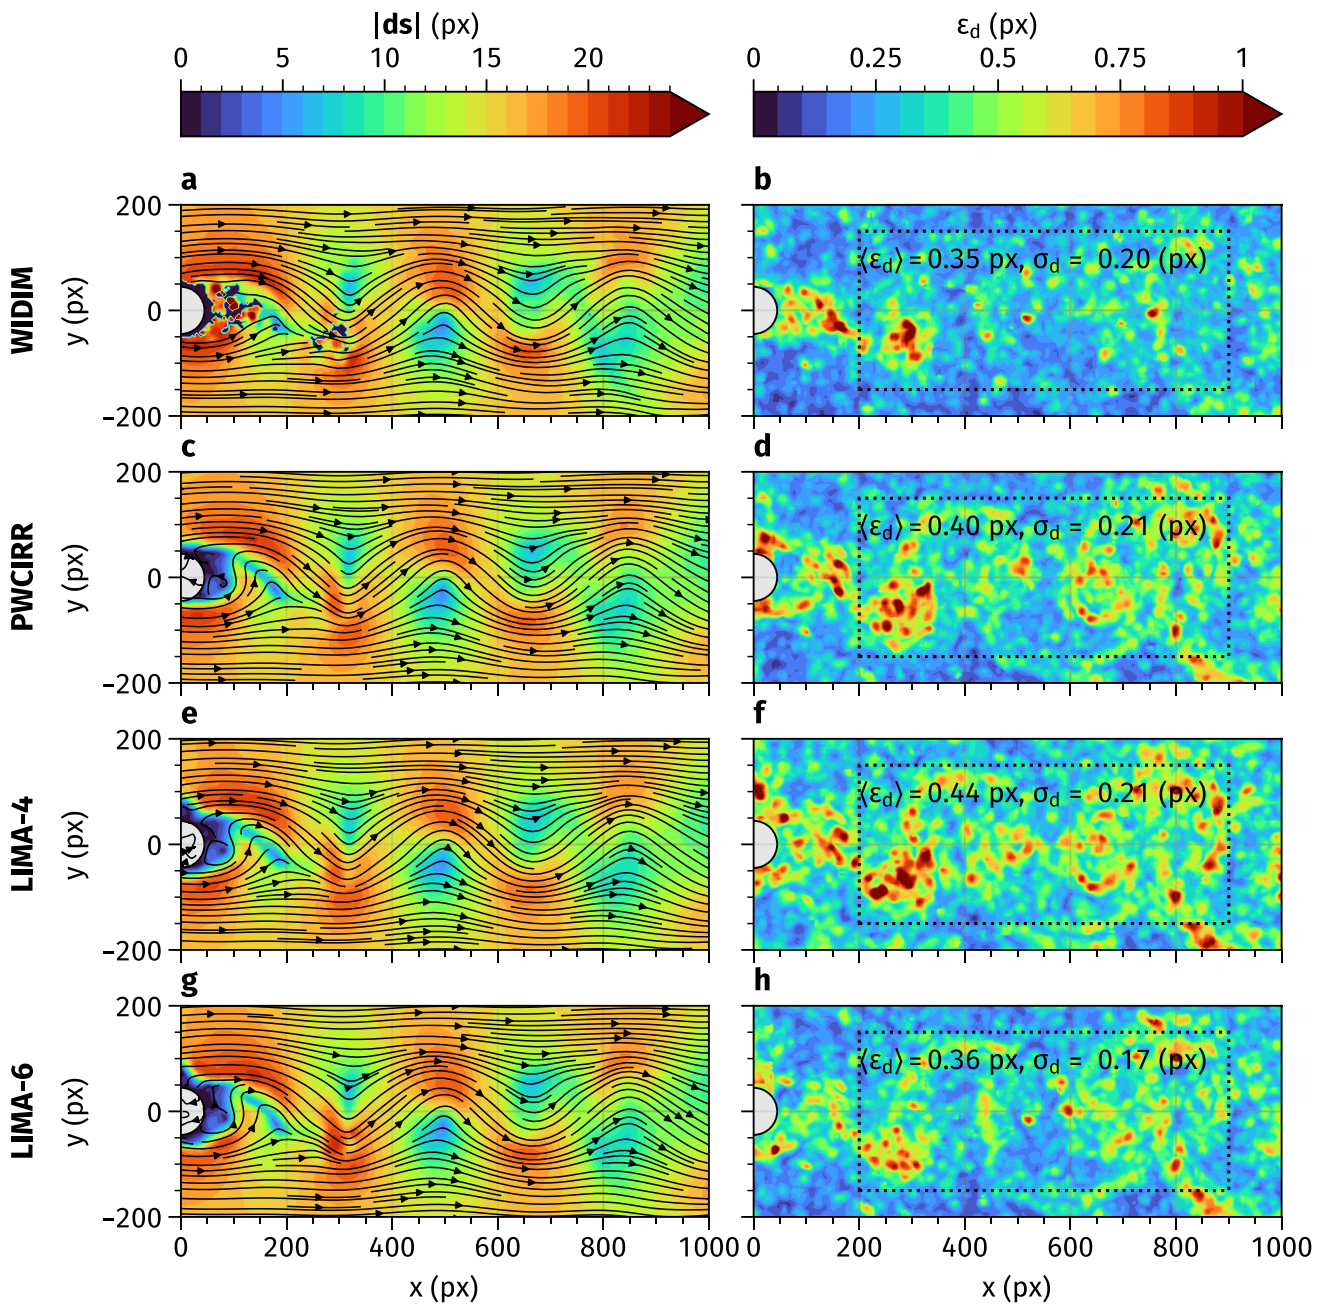 |ds| (px)
0 5 10 15 20
εd (px)
0 0.25 0.5 0.75 1
a
b
WIDIM
y (px)
200
0
−200
⟨εd⟩ = 0.35 px, σd = 0.20 (px)
c
d
PWCIRR
y (px)
200
0
−200
⟨εd⟩ = 0.40 px, σd = 0.21 (px)
e
f
LIMA-4
y (px)
200
0
−200
⟨εd⟩ = 0.44 px, σd = 0.21 (px)
g
h
LIMA-6
y (px)
200
0
−200
⟨εd⟩ = 0.36 px, σd = 0.17 (px)
0 200 400 600 800 1000
0 200 400 600 800 1000
x (px)
x (px)